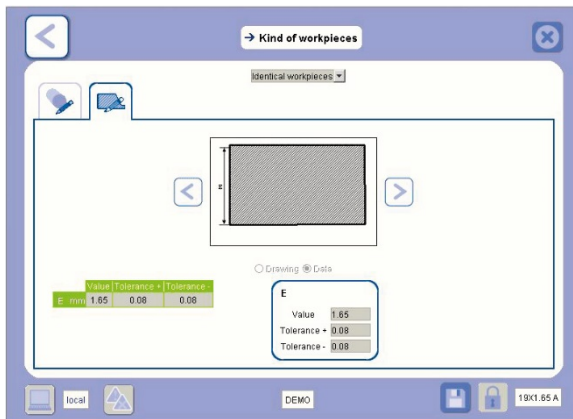 → Kind of workpieces
Identical workpieces
E
Drawing Data
Value Tolerance + Tolerance -
E mm 1.65 0.08 0.08
E
Value 1.65
Tolerance + 0.08
Tolerance - 0.08
local DEMO 19X1.65 A